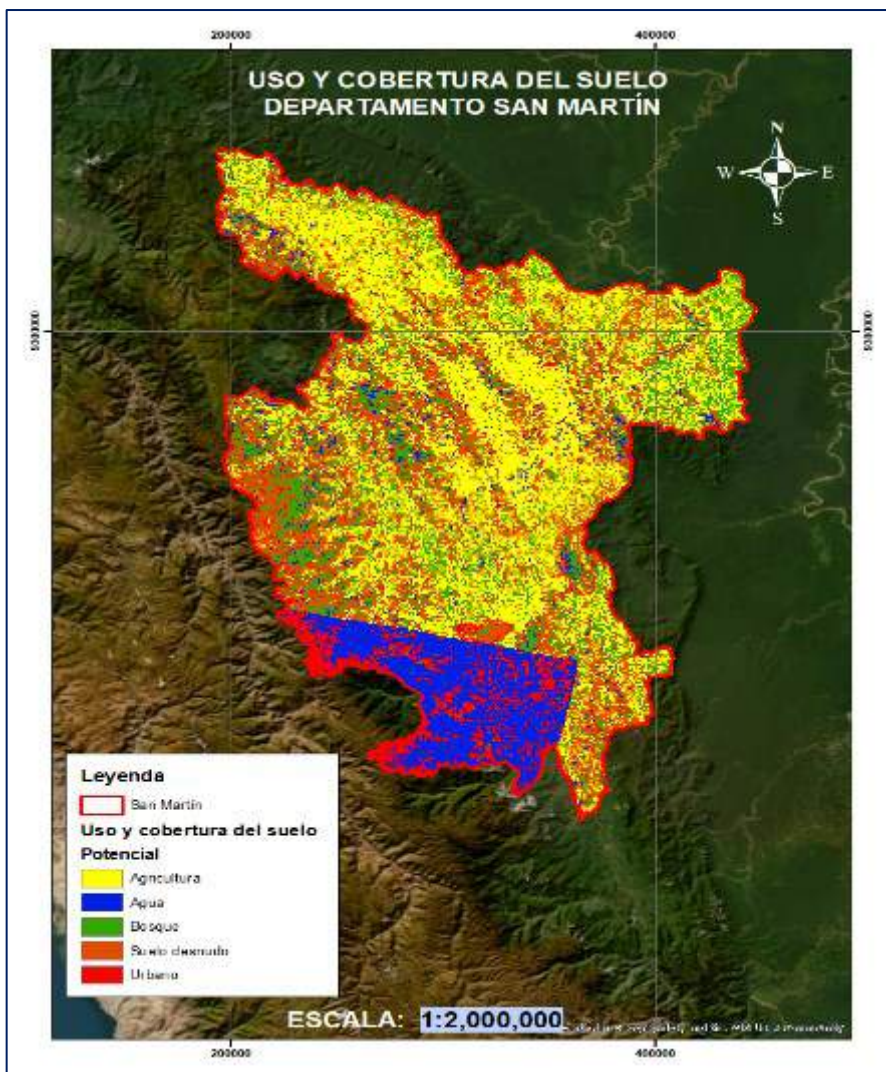 200000
400000
USO Y COBERTURA DEL SUELO
DEPARTAMENTO SAN MARTÍN
N
W
E
S
Leyenda
San Martín
Uso y cobertura del suelo
Potencial
Agricultura
Agua
Bosque
Suelo desnudo
Urbano
ESCALA: 1:2,000,000
200000
400000